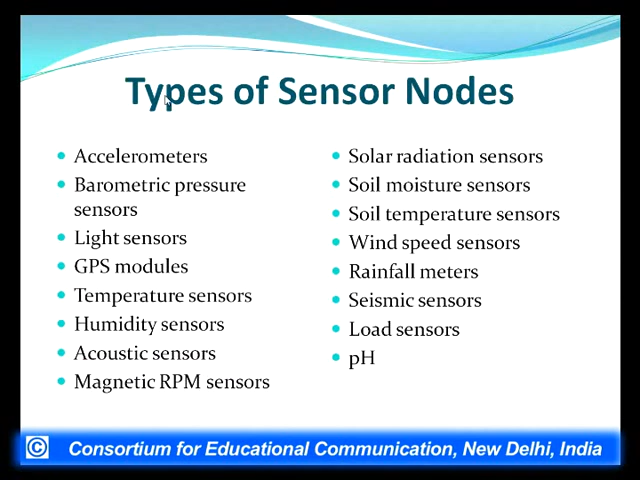 Types of Sensor Nodes
• Accelerometers
• Barometric pressure
sensors
• Light sensors
• GPS modules
• Temperature sensors
• Humidity sensors
• Acoustic sensors
• Magnetic RPM sensors
• Solar radiation sensors
• Soil moisture sensors
• Soil temperature sensors
• Wind speed sensors
• Rainfall meters
• Seismic sensors
• Load sensors
• pH
© Consortium for Educational Communication, New Delhi, India